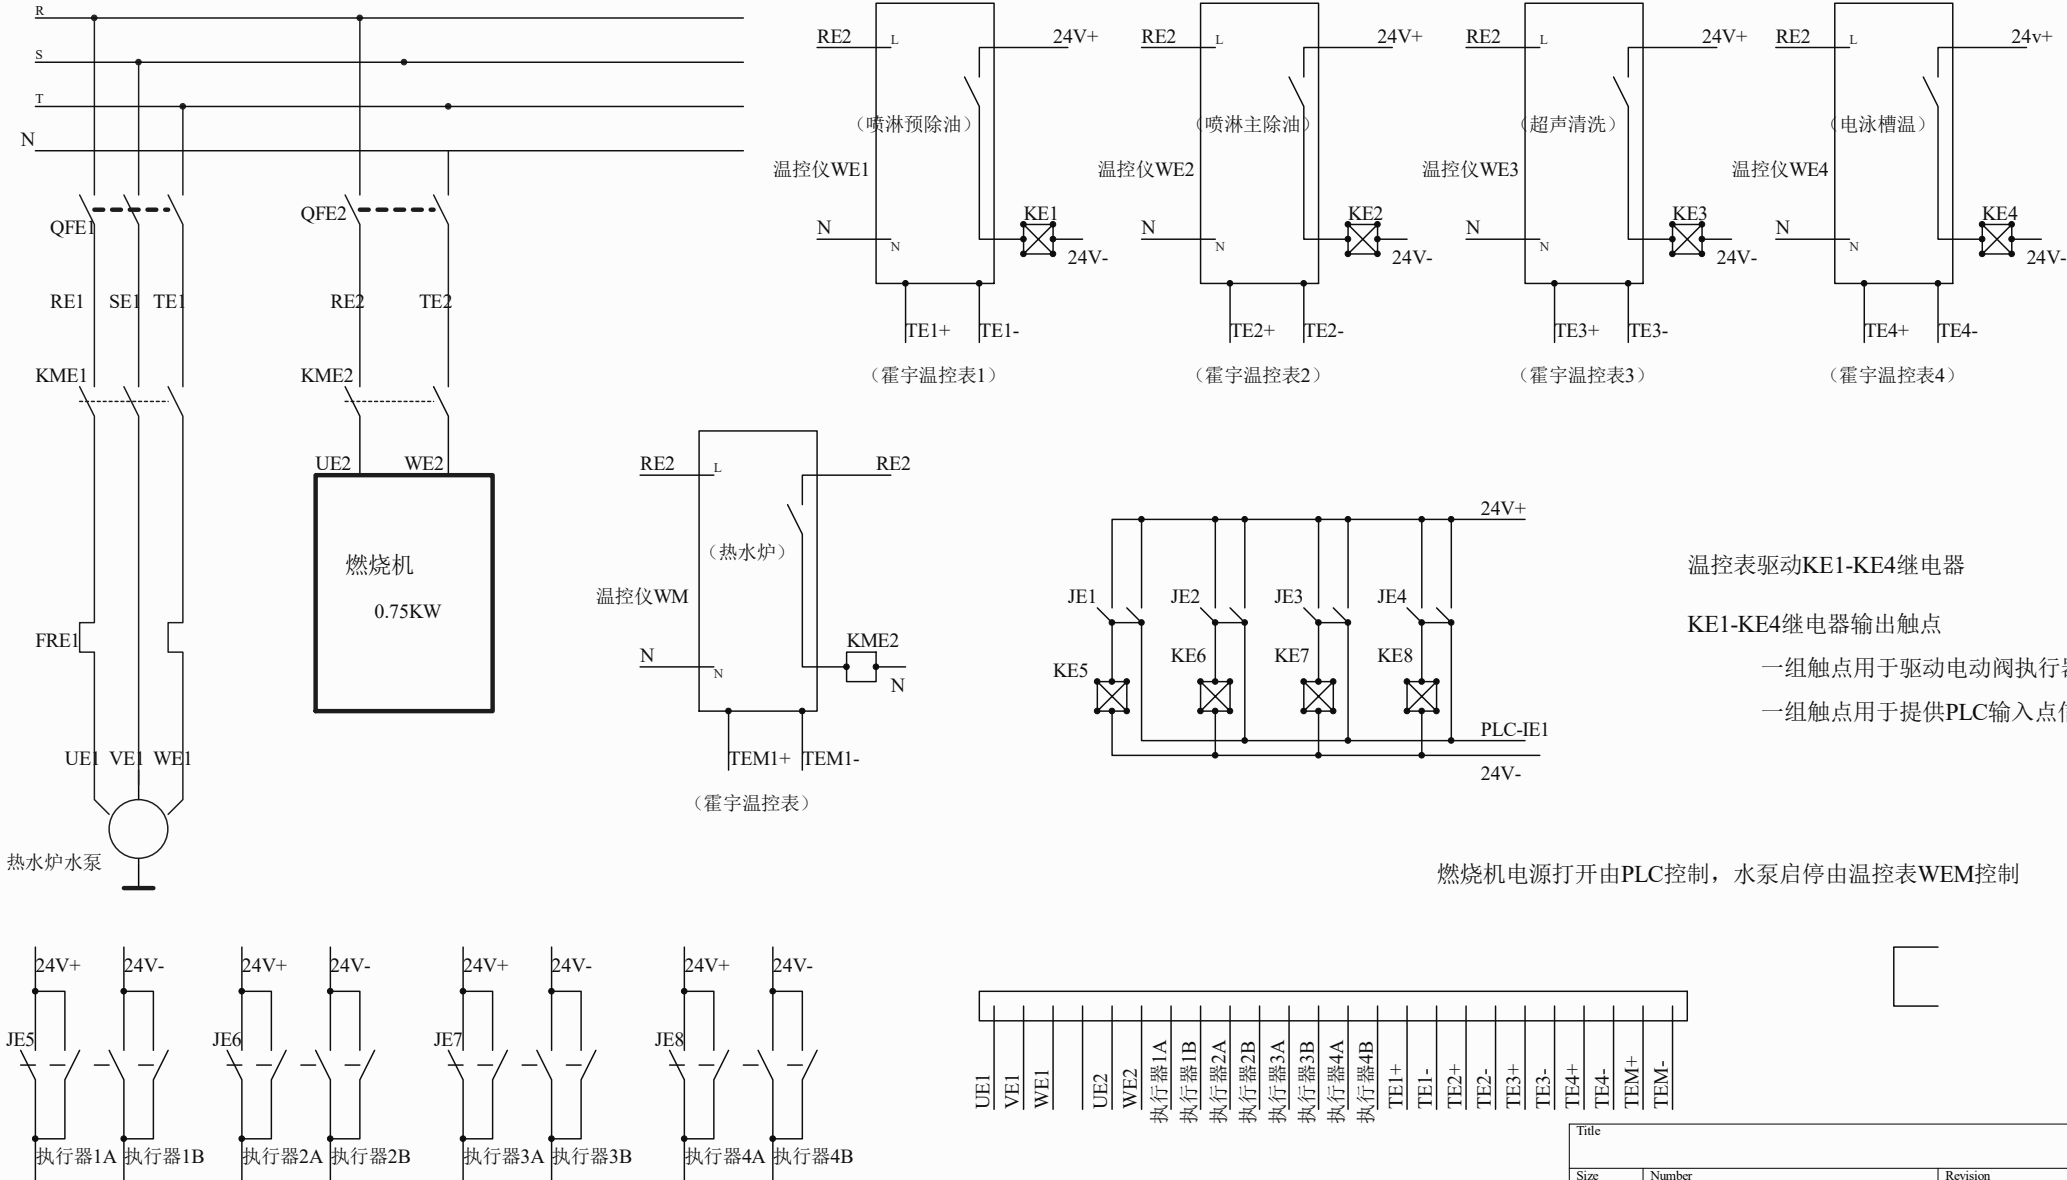 R
S
T
N
QFE1
QFE2
RE1 SE1 TE1
RE2 TE2
KME1
KME2
UE2 WE2
燃烧机
0.75KW
FRE1
UE1 VE1 WE1
热水炉水泵
RE2
L
24V+
（喷淋预除油）
温控仪WE1
N
N
KE1
24V-
TE1+ TE1-
（霍宇温控表1）
RE2
L
24V+
（喷淋主除油）
温控仪WE2
N
N
KE2
24V-
TE2+ TE2-
（霍宇温控表2）
RE2
L
24V+
（超声清洗）
温控仪WE3
N
N
KE3
24V-
TE3+ TE3-
（霍宇温控表3）
RE2
L
24v+
（电泳槽温）
温控仪WE4
N
N
KE4
24V-
TE4+ TE4-
（霍宇温控表4）
RE2
L
RE2
（热水炉）
温控仪WM
N
N
KME2
N
TEM1+ TEM1-
（霍宇温控表）
24V+
JE1 JE2 JE3 JE4
KE5 KE6 KE7 KE8
PLC-IE1
24V-
温控表驱动KE1-KE4继电器
KE1-KE4继电器输出触点
一组触点用于驱动电动阀执行
一组触点用于提供PLC输入点
燃烧机电源打开由PLC控制，水泵启停由温控表WEM控制
24V+ 24V- 24V+ 24V- 24V+ 24V- 24V+ 24V-
JE5 JE6 JE7 JE8
执行器1A 执行器1B 执行器2A 执行器2B 执行器3A 执行器3B 执行器4A 执行器4B
UE1
VE1
WE1
UE2
WE2
执行器1A
执行器1B
执行器2A
执行器2B
执行器3A
执行器3B
执行器4A
执行器4B
TE1+
TE1-
TE2+
TE2-
TE3+
TE3-
TE4+
TE4-
TEM+
TEM-
Title
Size Number Revision